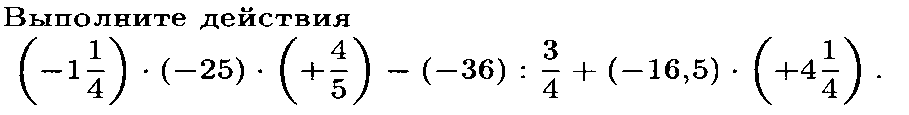 Выполните действия
(−1 1/4) · (−25) · (+4/5) − (−36) : 3/4 + (−16,5) · (+4 1/4) .